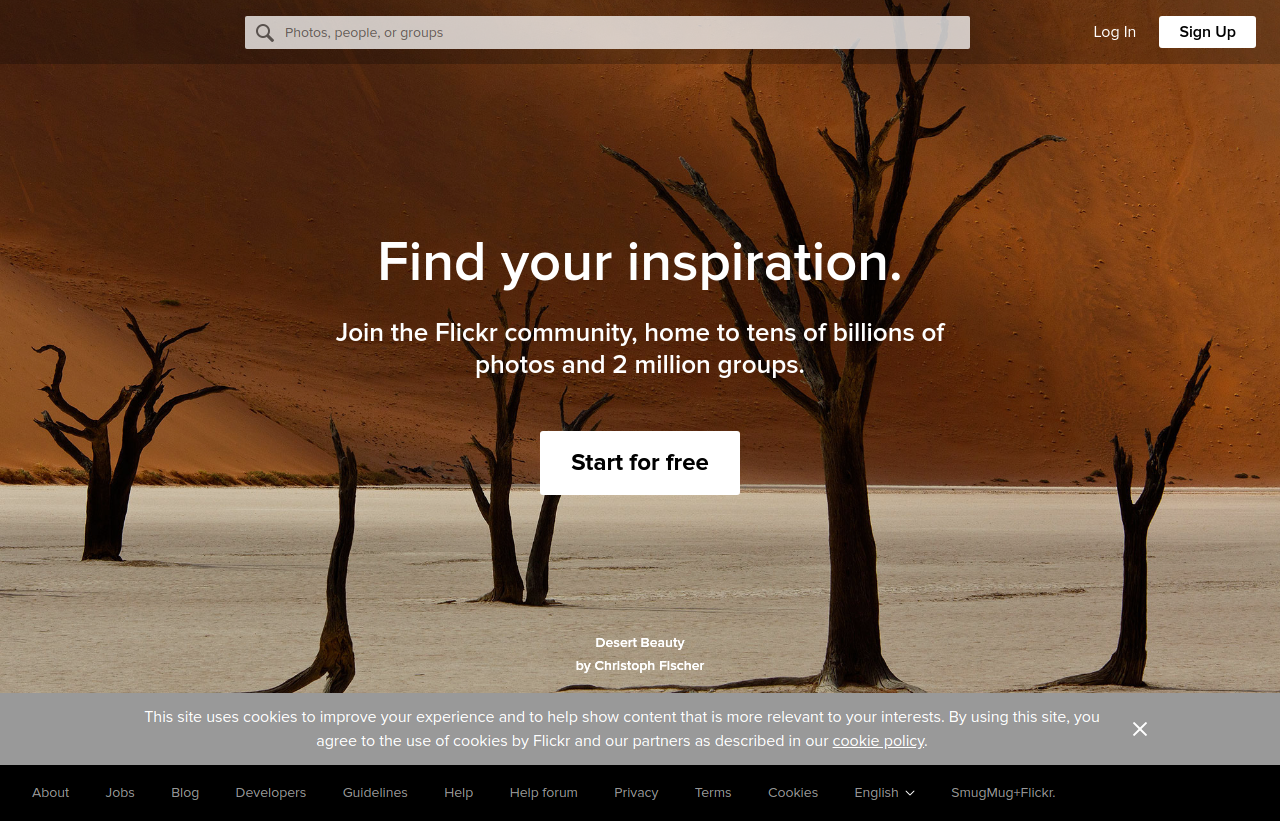 Photos, people, or groups
Log In
Sign Up
Find your inspiration.
Join the Flickr community, home to tens of billions of
photos and 2 million groups.
Start for free
Desert Beauty
by Christoph Fischer
This site uses cookies to improve your experience and to help show content that is more relevant to your interests. By using this site, you
agree to the use of cookies by Flickr and our partners as described in our cookie policy.
About Jobs Blog Developers Guidelines Help Help forum Privacy Terms Cookies English SmugMug+Flickr.